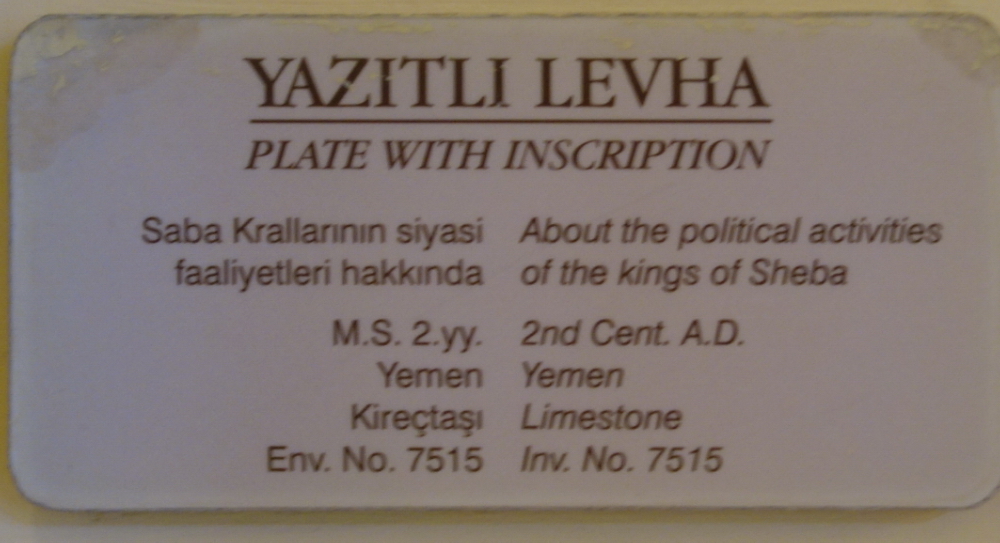 YAZITLI LEVHA
PLATE WITH INSCRIPTION
Saba Krallarının siyasi
faaliyetleri hakkında
M.S. 2.yy.
Yemen
Kireçtaşı
Env. No. 7515
About the political activities
of the kings of Sheba
2nd Cent. A.D.
Yemen
Limestone
Inv. No. 7515